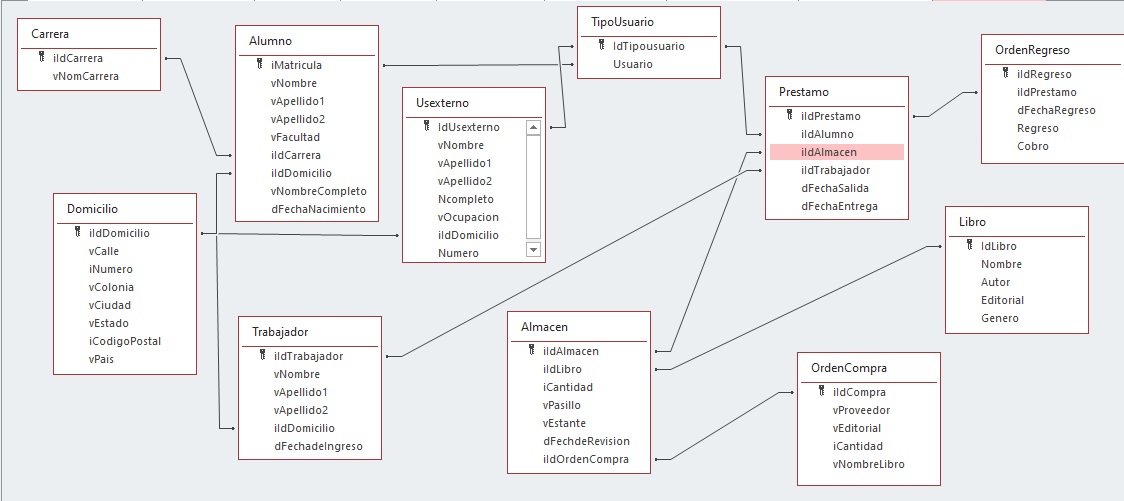 Carrera
iIdCarrera
vNomCarrera
Alumno
iMatricula
vNombre
vApellido1
vApellido2
vFacultad
iIdCarrera
iIdDomicilio
vNombreCompleto
dFechaNacimiento
Usexterno
IdUsexterno
vNombre
vApellido1
vApellido2
Ncompleto
vOcupacion
iIdDomicilio
Numero
TipoUsuario
IdTipousuario
Usuario
Prestamo
iIdPrestamo
iIdAlumno
iIdAlmacen
iIdTrabajador
dFechaSalida
dFechaEntrega
OrdenRegreso
iIdRegreso
iIdPrestamo
dFechaRegreso
Regreso
Cobro
Domicilio
iIdDomicilio
vCalle
iNumero
vColonia
vCiudad
vEstado
iCodigoPostal
vPais
Trabajador
iIdTrabajador
vNombre
vApellido1
vApellido2
iIdDomicilio
dFechadeIngreso
Almacen
iIdAlmacen
iIdLibro
iCantidad
vPasillo
vEstante
dFechdeRevision
iIdOrdenCompra
Libro
IdLibro
Nombre
Autor
Editorial
Genero
OrdenCompra
iIdCompra
vProveedor
vEditorial
iCantidad
vNombreLibro